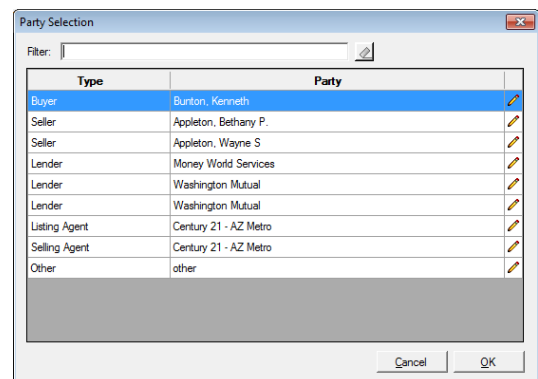 Party Selection
Filter:
Type Party
Buyer Bunton, Kenneth
Seller Appleton, Bethany P.
Seller Appleton, Wayne S
Lender Money World Services
Lender Washington Mutual
Lender Washington Mutual
Listing Agent Century 21 - AZ Metro
Selling Agent Century 21 - AZ Metro
Other other
Cancel OK